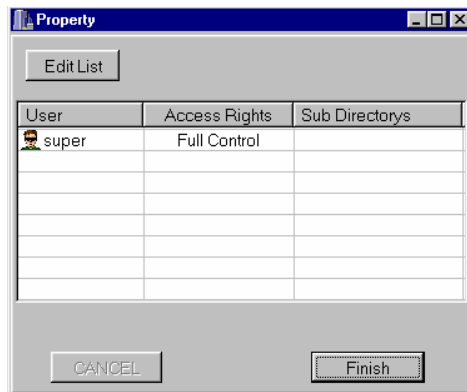 Property
Edit List
User Access Rights Sub Directorys
super Full Control
CANCEL Finish